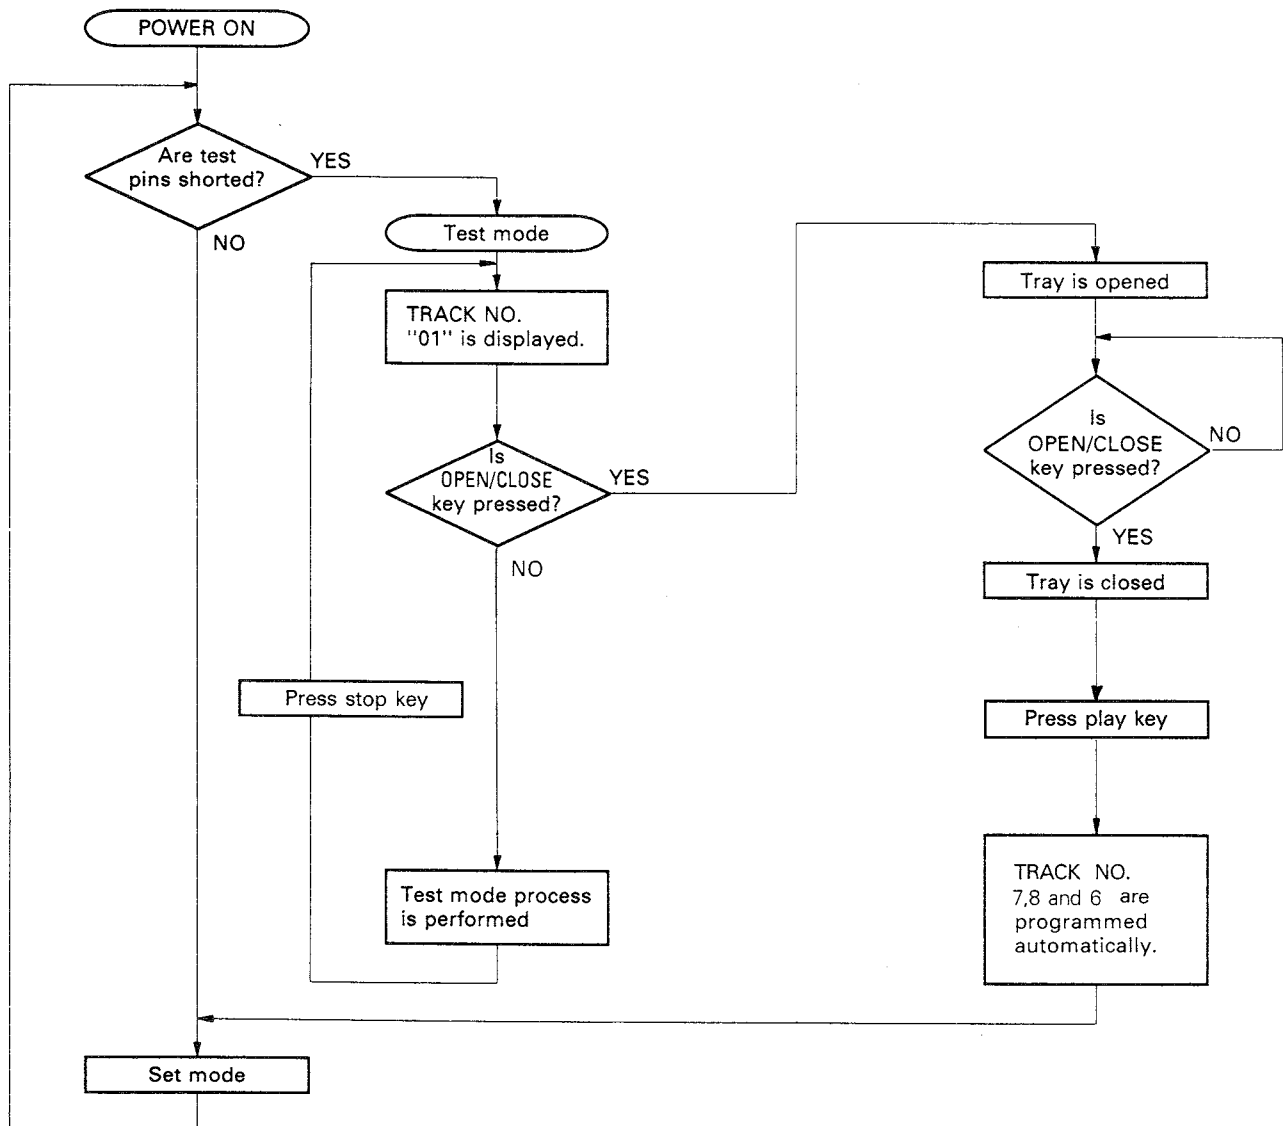 POWER ON
Are test
pins shorted?
YES
NO
Test mode
TRACK NO.
"01" is displayed.
Is
OPEN/CLOSE
key pressed?
YES
NO
Press stop key
Test mode process
is performed
Tray is opened
Is
OPEN/CLOSE
key pressed?
NO
YES
Tray is closed
Press play key
TRACK NO.
7,8 and 6 are
programmed
automatically.
Set mode